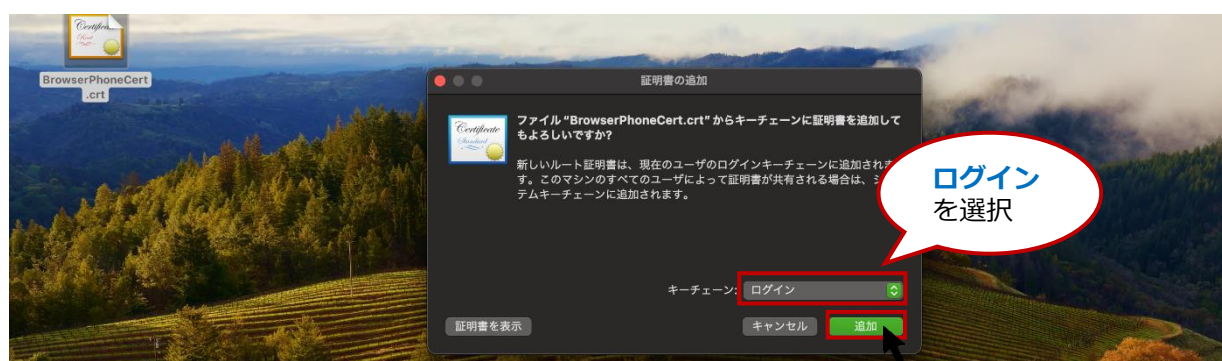 Certificate
BrowserPhoneCert
.crt
証明書の追加
Certificate
Standard
ファイル“BrowserPhoneCert.crt”からキーチェーンに証明書を追加して
もよろしいですか?
新しいルート証明書は、現在のユーザのログインキーチェーンに追加されま
す。このマシンのすべてのユーザによって証明書が共有される場合は、シ
テムキーチェーンに追加されます。
ログイン
を選択
キーチェーン: ログイン
証明書を表示
キャンセル
追加